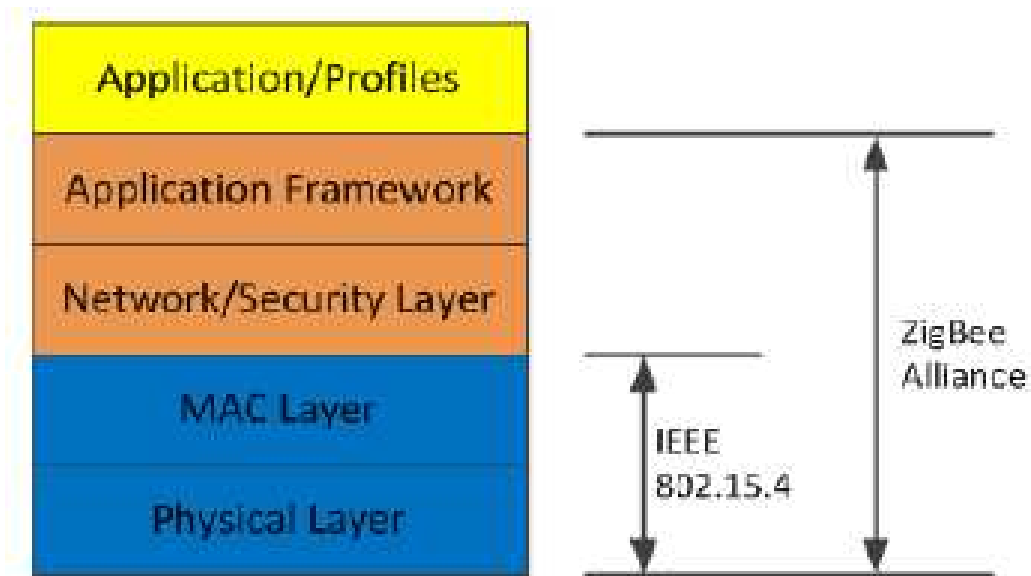 Application/Profiles
Application Framework
Network/Security Layer
MAC Layer
Physical Layer
ZigBee
Alliance
IEEE
802.15.4